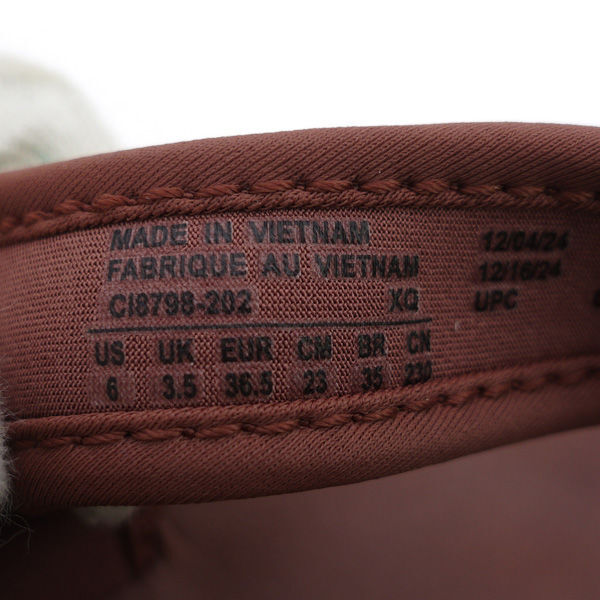 MADE IN VIETNAM 12/04/24
FABRIQUE AU VIETNAM 12/16/24
CI8798-202 XQ UPC
US UK EUR CM BR CN
6 3.5 36.5 23 35 230